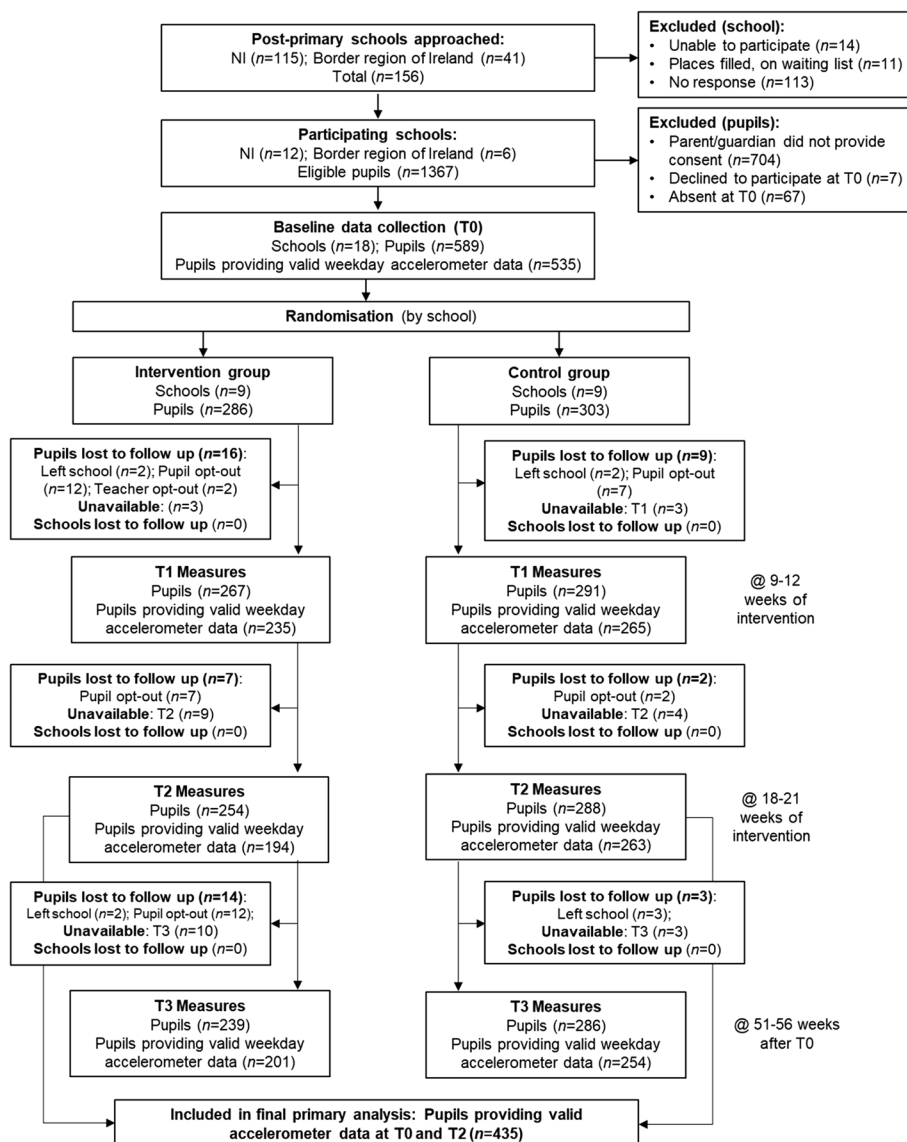 Post-primary schools approached:
NI (n=115); Border region of Ireland (n=41)
Total (n=156)
Excluded (school):
• Unable to participate (n=14)
• Places filled, on waiting list (n=11)
• No response (n=113)
Participating schools:
NI (n=12); Border region of Ireland (n=6)
Eligible pupils (n=1367)
Excluded (pupils):
• Parent/guardian did not provide
consent (n=704)
• Declined to participate at T0 (n=7)
• Absent at T0 (n=67)
Baseline data collection (T0)
Schools (n=18); Pupils (n=589)
Pupils providing valid weekday accelerometer data (n=535)
Randomisation (by school)
Intervention group
Schools (n=9)
Pupils (n=286)
Control group
Schools (n=9)
Pupils (n=303)
Pupils lost to follow up (n=16):
Left school (n=2); Pupil opt-out
(n=12); Teacher opt-out (n=2)
Unavailable: (n=3)
Schools lost to follow up (n=0)
Pupils lost to follow up (n=9):
Left school (n=2); Pupil opt-out
(n=7)
Unavailable: T1 (n=3)
Schools lost to follow up (n=0)
T1 Measures
Pupils (n=267)
Pupils providing valid weekday
accelerometer data (n=235)
T1 Measures
Pupils (n=291)
Pupils providing valid weekday
accelerometer data (n=265)
@ 9-12
weeks of
intervention
Pupils lost to follow up (n=7):
Pupil opt-out (n=7)
Unavailable: T2 (n=9)
Schools lost to follow up (n=0)
Pupils lost to follow up (n=2):
Pupil opt-out (n=2)
Unavailable: T2 (n=4)
Schools lost to follow up (n=0)
T2 Measures
Pupils (n=254)
Pupils providing valid weekday
accelerometer data (n=194)
T2 Measures
Pupils (n=288)
Pupils providing valid weekday
accelerometer data (n=263)
@ 18-21
weeks of
intervention
Pupils lost to follow up (n=14):
Left school (n=2); Pupil opt-out (n=12);
Unavailable: T3 (n=10)
Schools lost to follow up (n=0)
Pupils lost to follow up (n=3):
Left school (n=3);
Unavailable: T3 (n=3)
Schools lost to follow up (n=0)
T3 Measures
Pupils (n=239)
Pupils providing valid weekday
accelerometer data (n=201)
T3 Measures
Pupils (n=286)
Pupils providing valid weekday
accelerometer data (n=254)
@ 51-56 weeks
after T0
Included in final primary analysis: Pupils providing valid
accelerometer data at T0 and T2 (n=435)